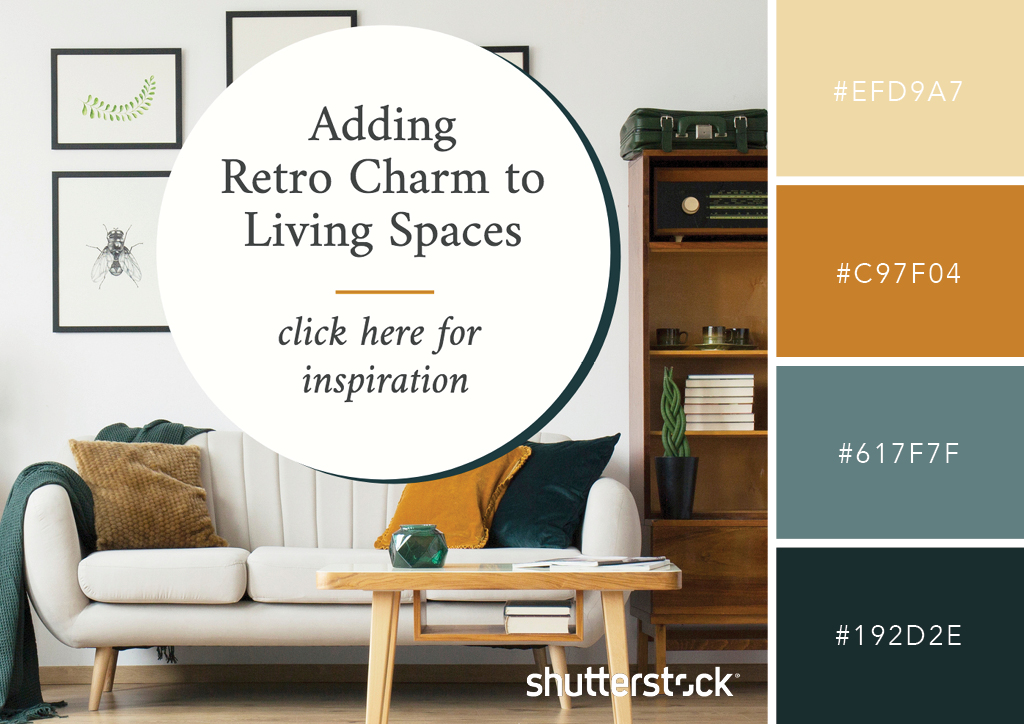 Adding
Retro Charm to
Living Spaces
click here for
inspiration
shutterstock
#EFD9A7
#C97F04
#617F7F
#192D2E